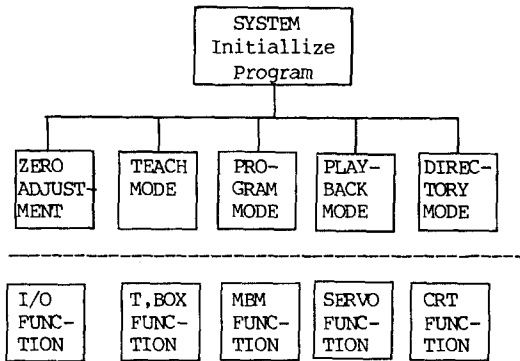 SYSTEM
Initiallize
Program
ZERO
ADJUST-
MENT
TEACH
MODE
PRO-
GRAM
MODE
PLAY-
BACK
MODE
DIREC-
TORY
MODE
I/O
FUNC-
TION
T,BOX
FUNC-
TION
MBM
FUNC-
TION
SERVO
FUNC-
TION
CRT
FUNC-
TION